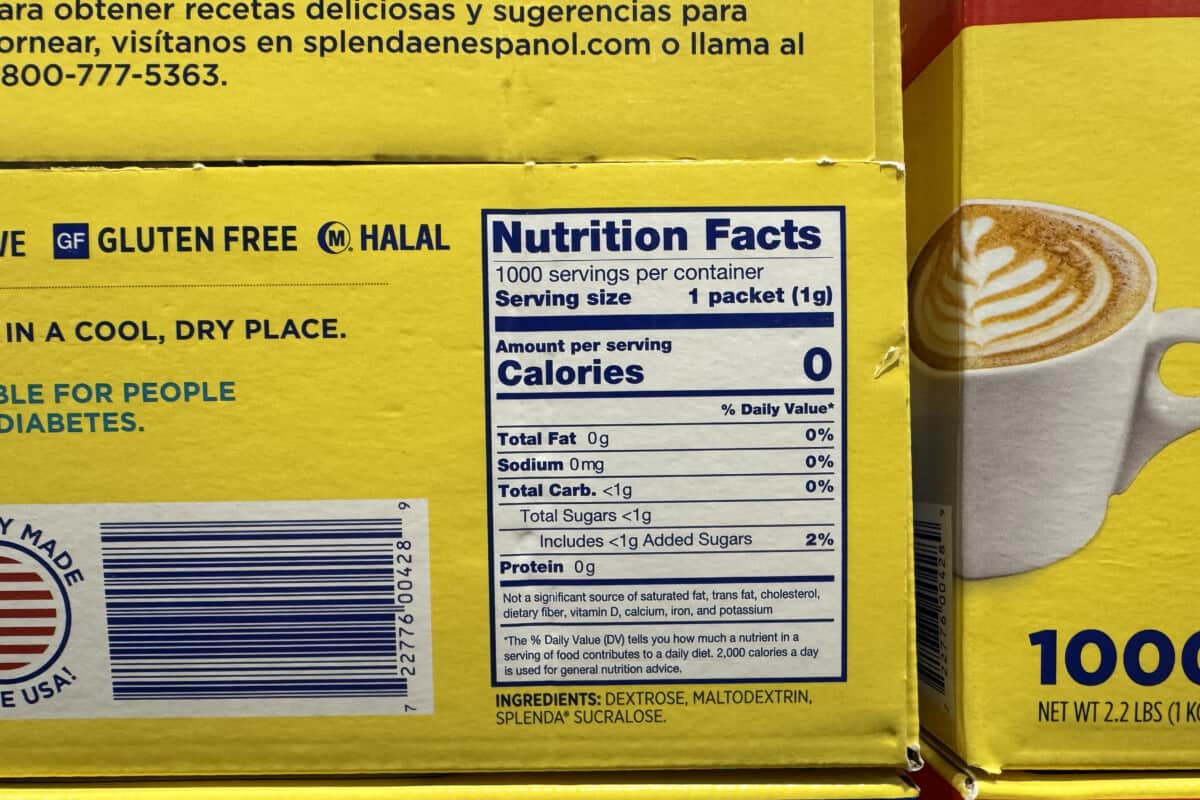 ara obtener recetas deliciosas y sugerencias para
ornear, visítanos en splendaenespanol.com o llama al
800-777-5363.
VE GF GLUTEN FREE M HALAL
IN A COOL, DRY PLACE.
BLE FOR PEOPLE
DIABETES.
Y MADE
E USA!
7 22776 00428 9
Nutrition Facts
1000 servings per container
Serving size 1 packet (1g)
Amount per serving
Calories 0
% Daily Value*
Total Fat 0g 0%
Sodium 0mg 0%
Total Carb. <1g 0%
Total Sugars <1g
Includes <1g Added Sugars 2%
Protein 0g
Not a significant source of saturated fat, trans fat, cholesterol,
dietary fiber, vitamin D, calcium, iron, and potassium
*The % Daily Value (DV) tells you how much a nutrient in a
serving of food contributes to a daily diet. 2,000 calories a day
is used for general nutrition advice.
INGREDIENTS: DEXTROSE, MALTODEXTRIN,
SPLENDA® SUCRALOSE.
22776 00428 9
1000
NET WT 2.2 LBS (1 KG